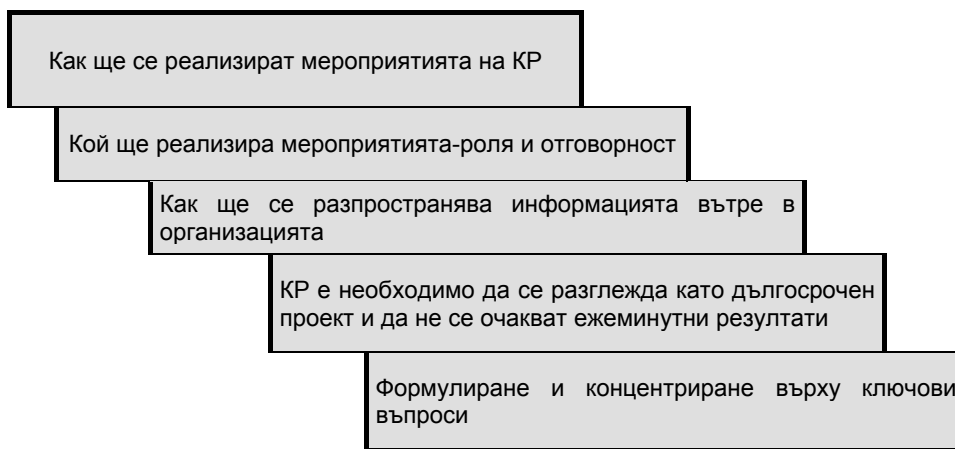 Как ще се реализират мероприятията на КР
Кой ще реализира мероприятията-роля и отговорност
Как ще се разпространява информацията вътре в
организацията
КР е необходимо да се разглежда като дългосрочен
проект и да не се очакват ежеминутни резултати
Формулиране и концентриране върху ключови
въпроси